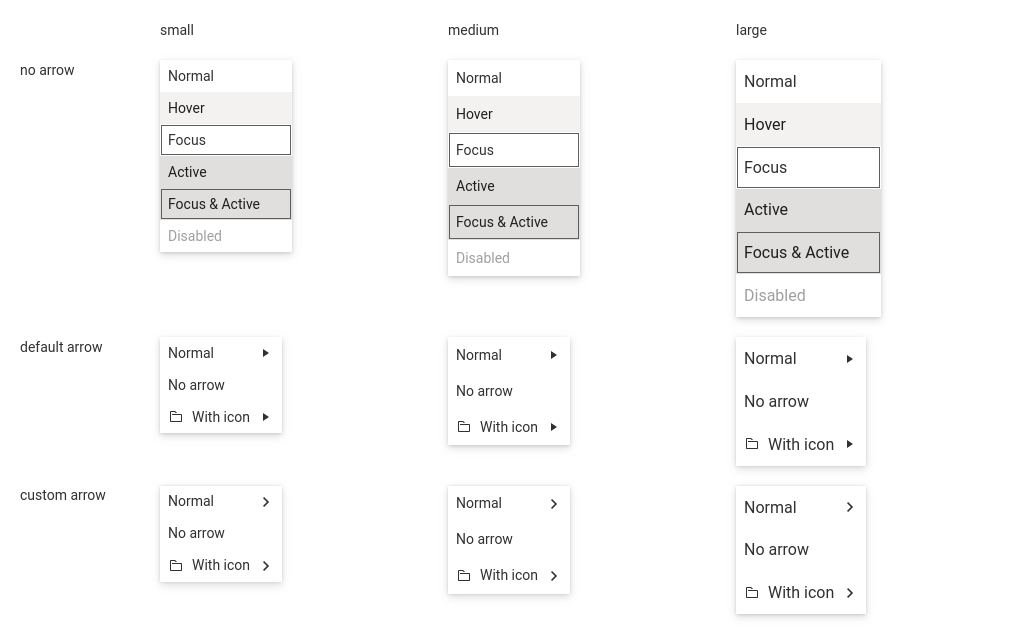 small
medium
large
no arrow
Normal
Hover
Focus
Active
Focus & Active
Disabled
Normal
Hover
Focus
Active
Focus & Active
Disabled
Normal
Hover
Focus
Active
Focus & Active
Disabled
default arrow
Normal
No arrow
With icon
Normal
No arrow
With icon
Normal
No arrow
With icon
custom arrow
Normal
No arrow
With icon
Normal
No arrow
With icon
Normal
No arrow
With icon